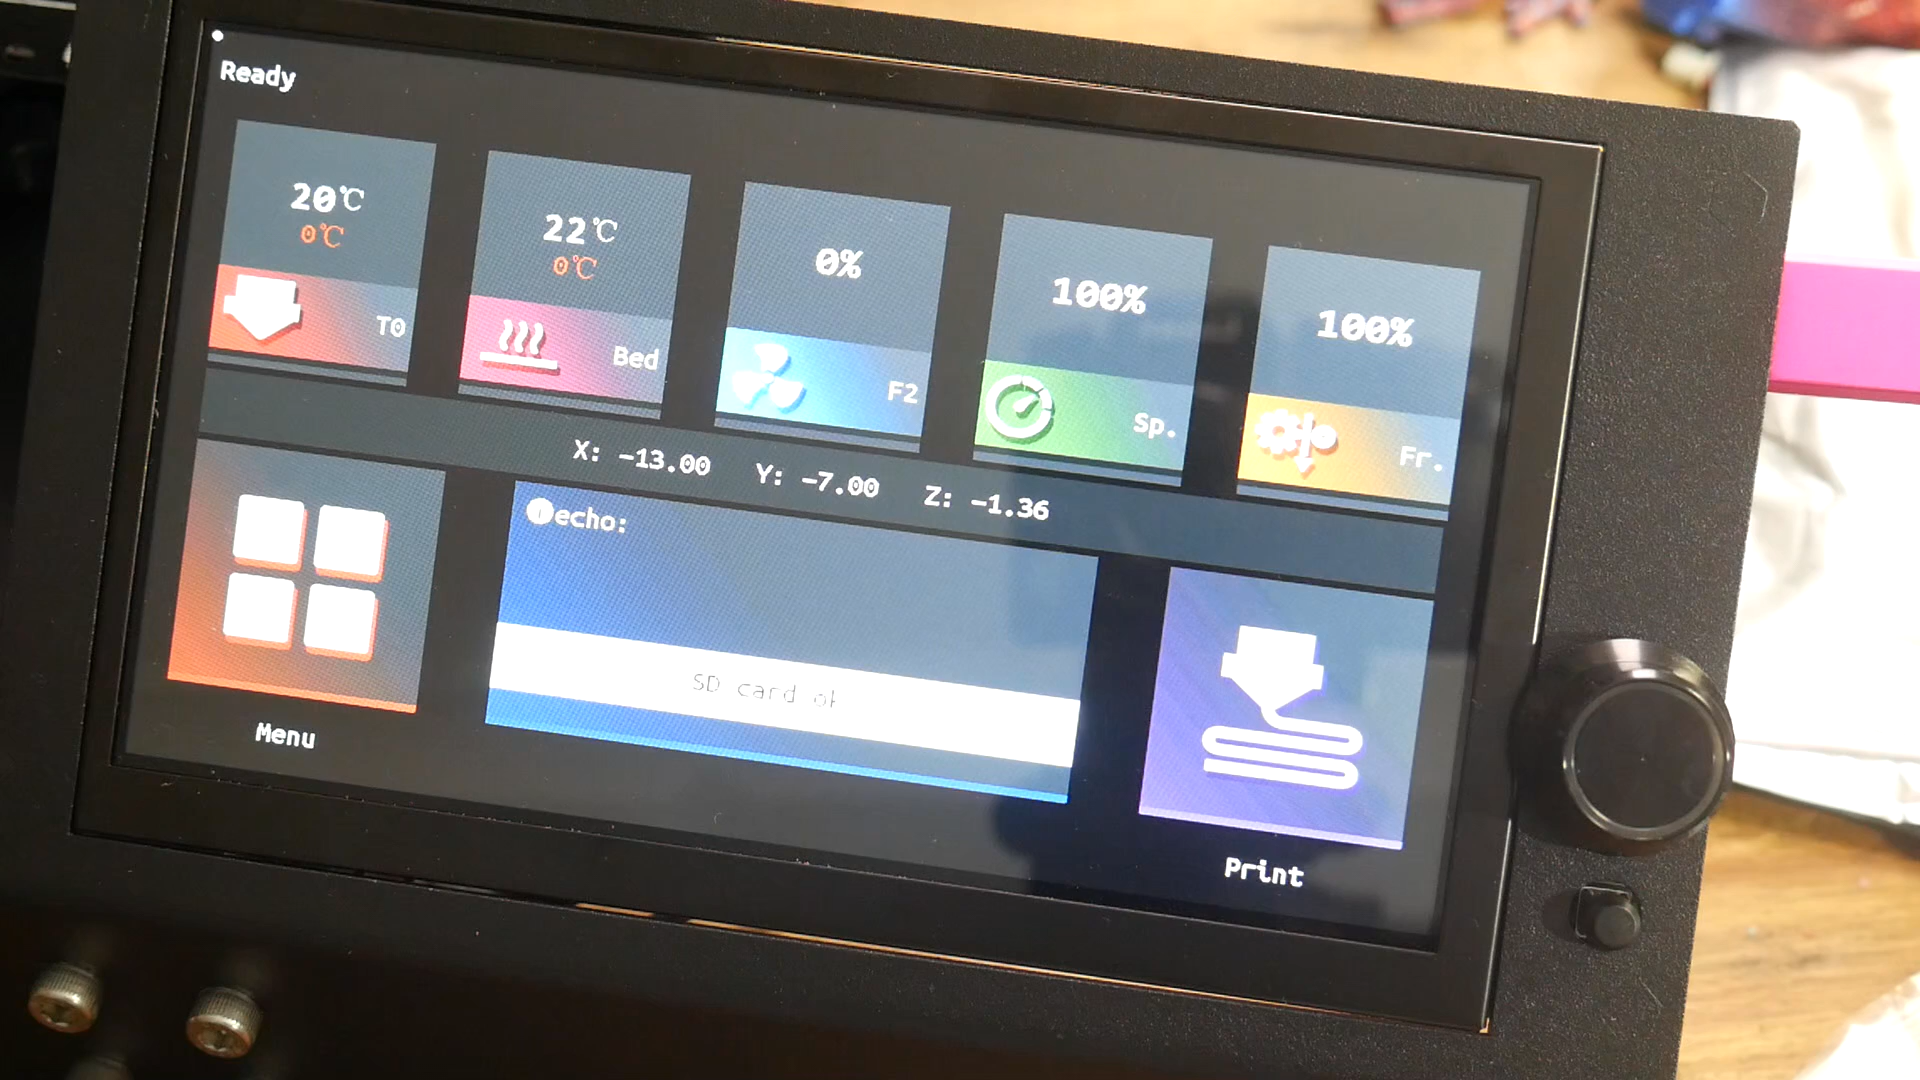 Ready
20℃
0℃
T0
22℃
0℃
Bed
0%
F2
100%
Sp.
100%
Fr.
X: -13.00 Y: -7.00 Z: -1.36
Menu
echo:
SD card ok
Print